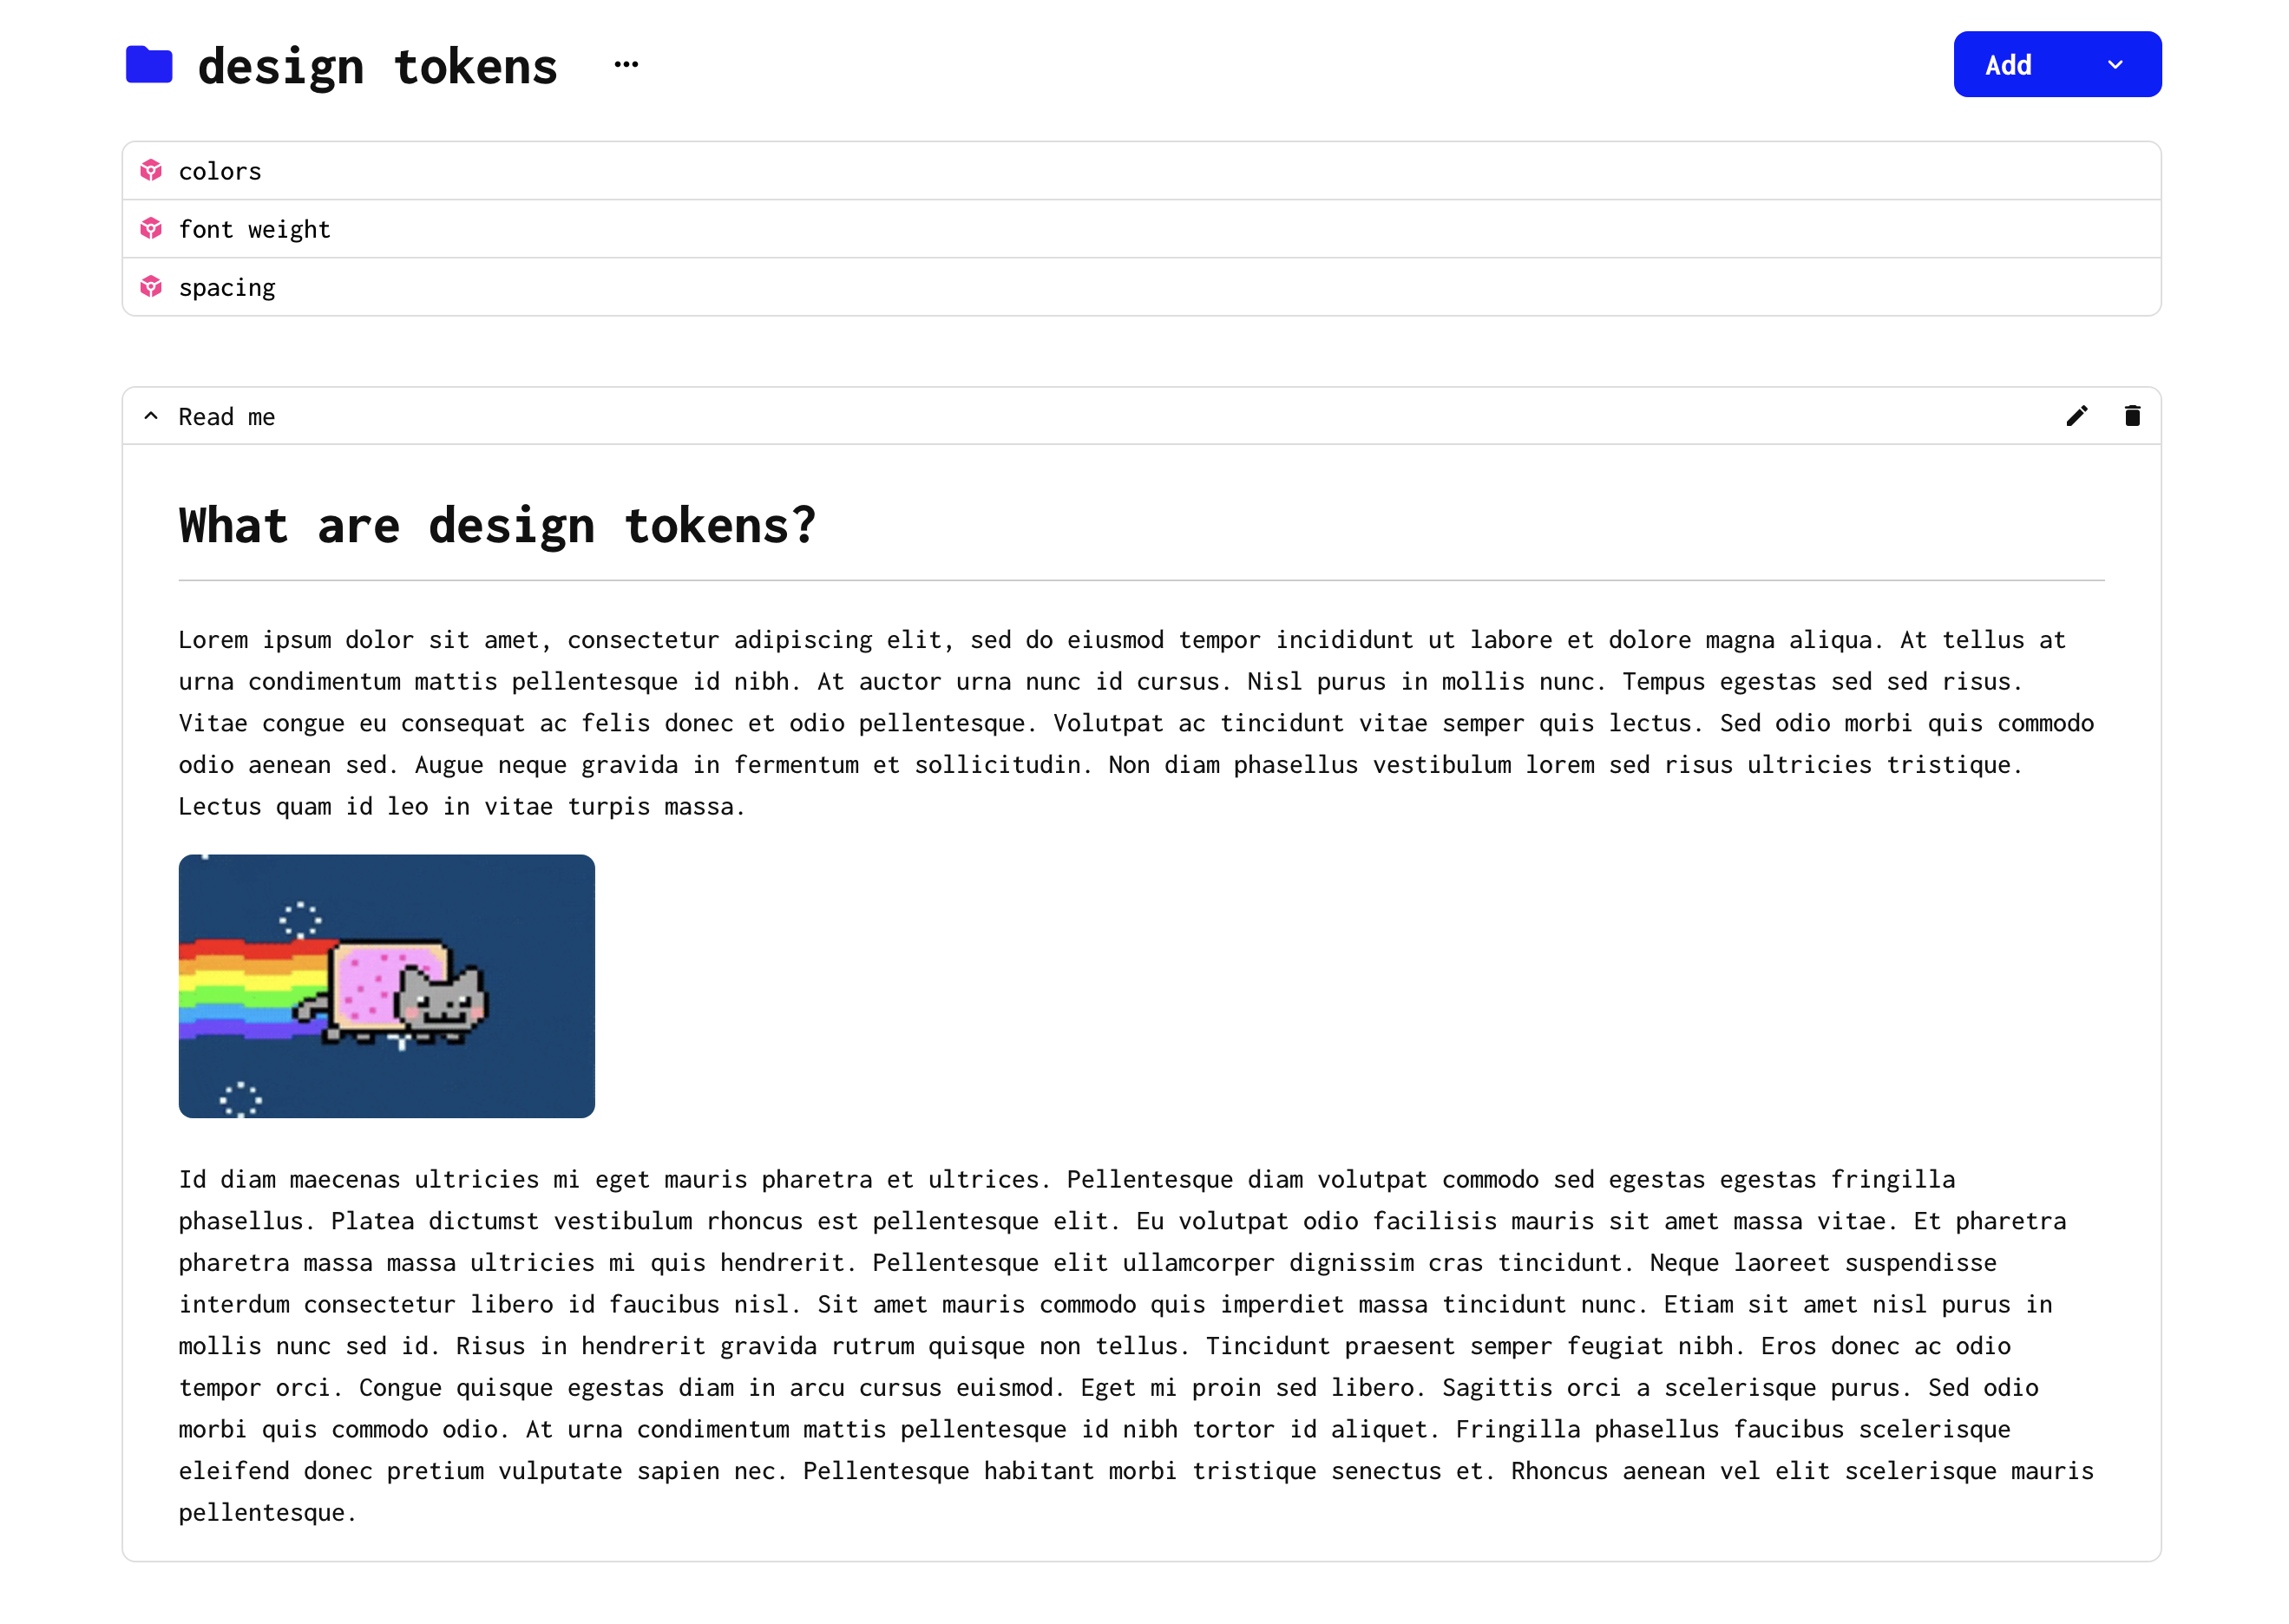 design tokens
Add
colors
font weight
spacing
Read me
What are design tokens?
Lorem ipsum dolor sit amet, consectetur adipiscing elit, sed do eiusmod tempor incididunt ut labore et dolore magna aliqua. At tellus at
urna condimentum mattis pellentesque id nibh. At auctor urna nunc id cursus. Nisl purus in mollis nunc. Tempus egestas sed sed risus.
Vitae congue eu consequat ac felis donec et odio pellentesque. Volutpat ac tincidunt vitae semper quis lectus. Sed odio morbi quis commodo
odio aenean sed. Augue neque gravida in fermentum et sollicitudin. Non diam phasellus vestibulum lorem sed risus ultricies tristique.
Lectus quam id leo in vitae turpis massa.
Id diam maecenas ultricies mi eget mauris pharetra et ultrices. Pellentesque diam volutpat commodo sed egestas egestas fringilla
phasellus. Platea dictumst vestibulum rhoncus est pellentesque elit. Eu volutpat odio facilisis mauris sit amet massa vitae. Et pharetra
pharetra massa massa ultricies mi quis hendrerit. Pellentesque elit ullamcorper dignissim cras tincidunt. Neque laoreet suspendisse
interdum consectetur libero id faucibus nisl. Sit amet mauris commodo quis imperdiet massa tincidunt nunc. Etiam sit amet nisl purus in
mollis nunc sed id. Risus in hendrerit gravida rutrum quisque non tellus. Tincidunt praesent semper feugiat nibh. Eros donec ac odio
tempor orci. Congue quisque egestas diam in arcu cursus euismod. Eget mi proin sed libero. Sagittis orci a scelerisque purus. Sed odio
morbi quis commodo odio. At urna condimentum mattis pellentesque id nibh tortor id aliquet. Fringilla phasellus faucibus scelerisque
eleifend donec pretium vulputate sapien nec. Pellentesque habitant morbi tristique senectus et. Rhoncus aenean vel elit scelerisque mauris
pellentesque.